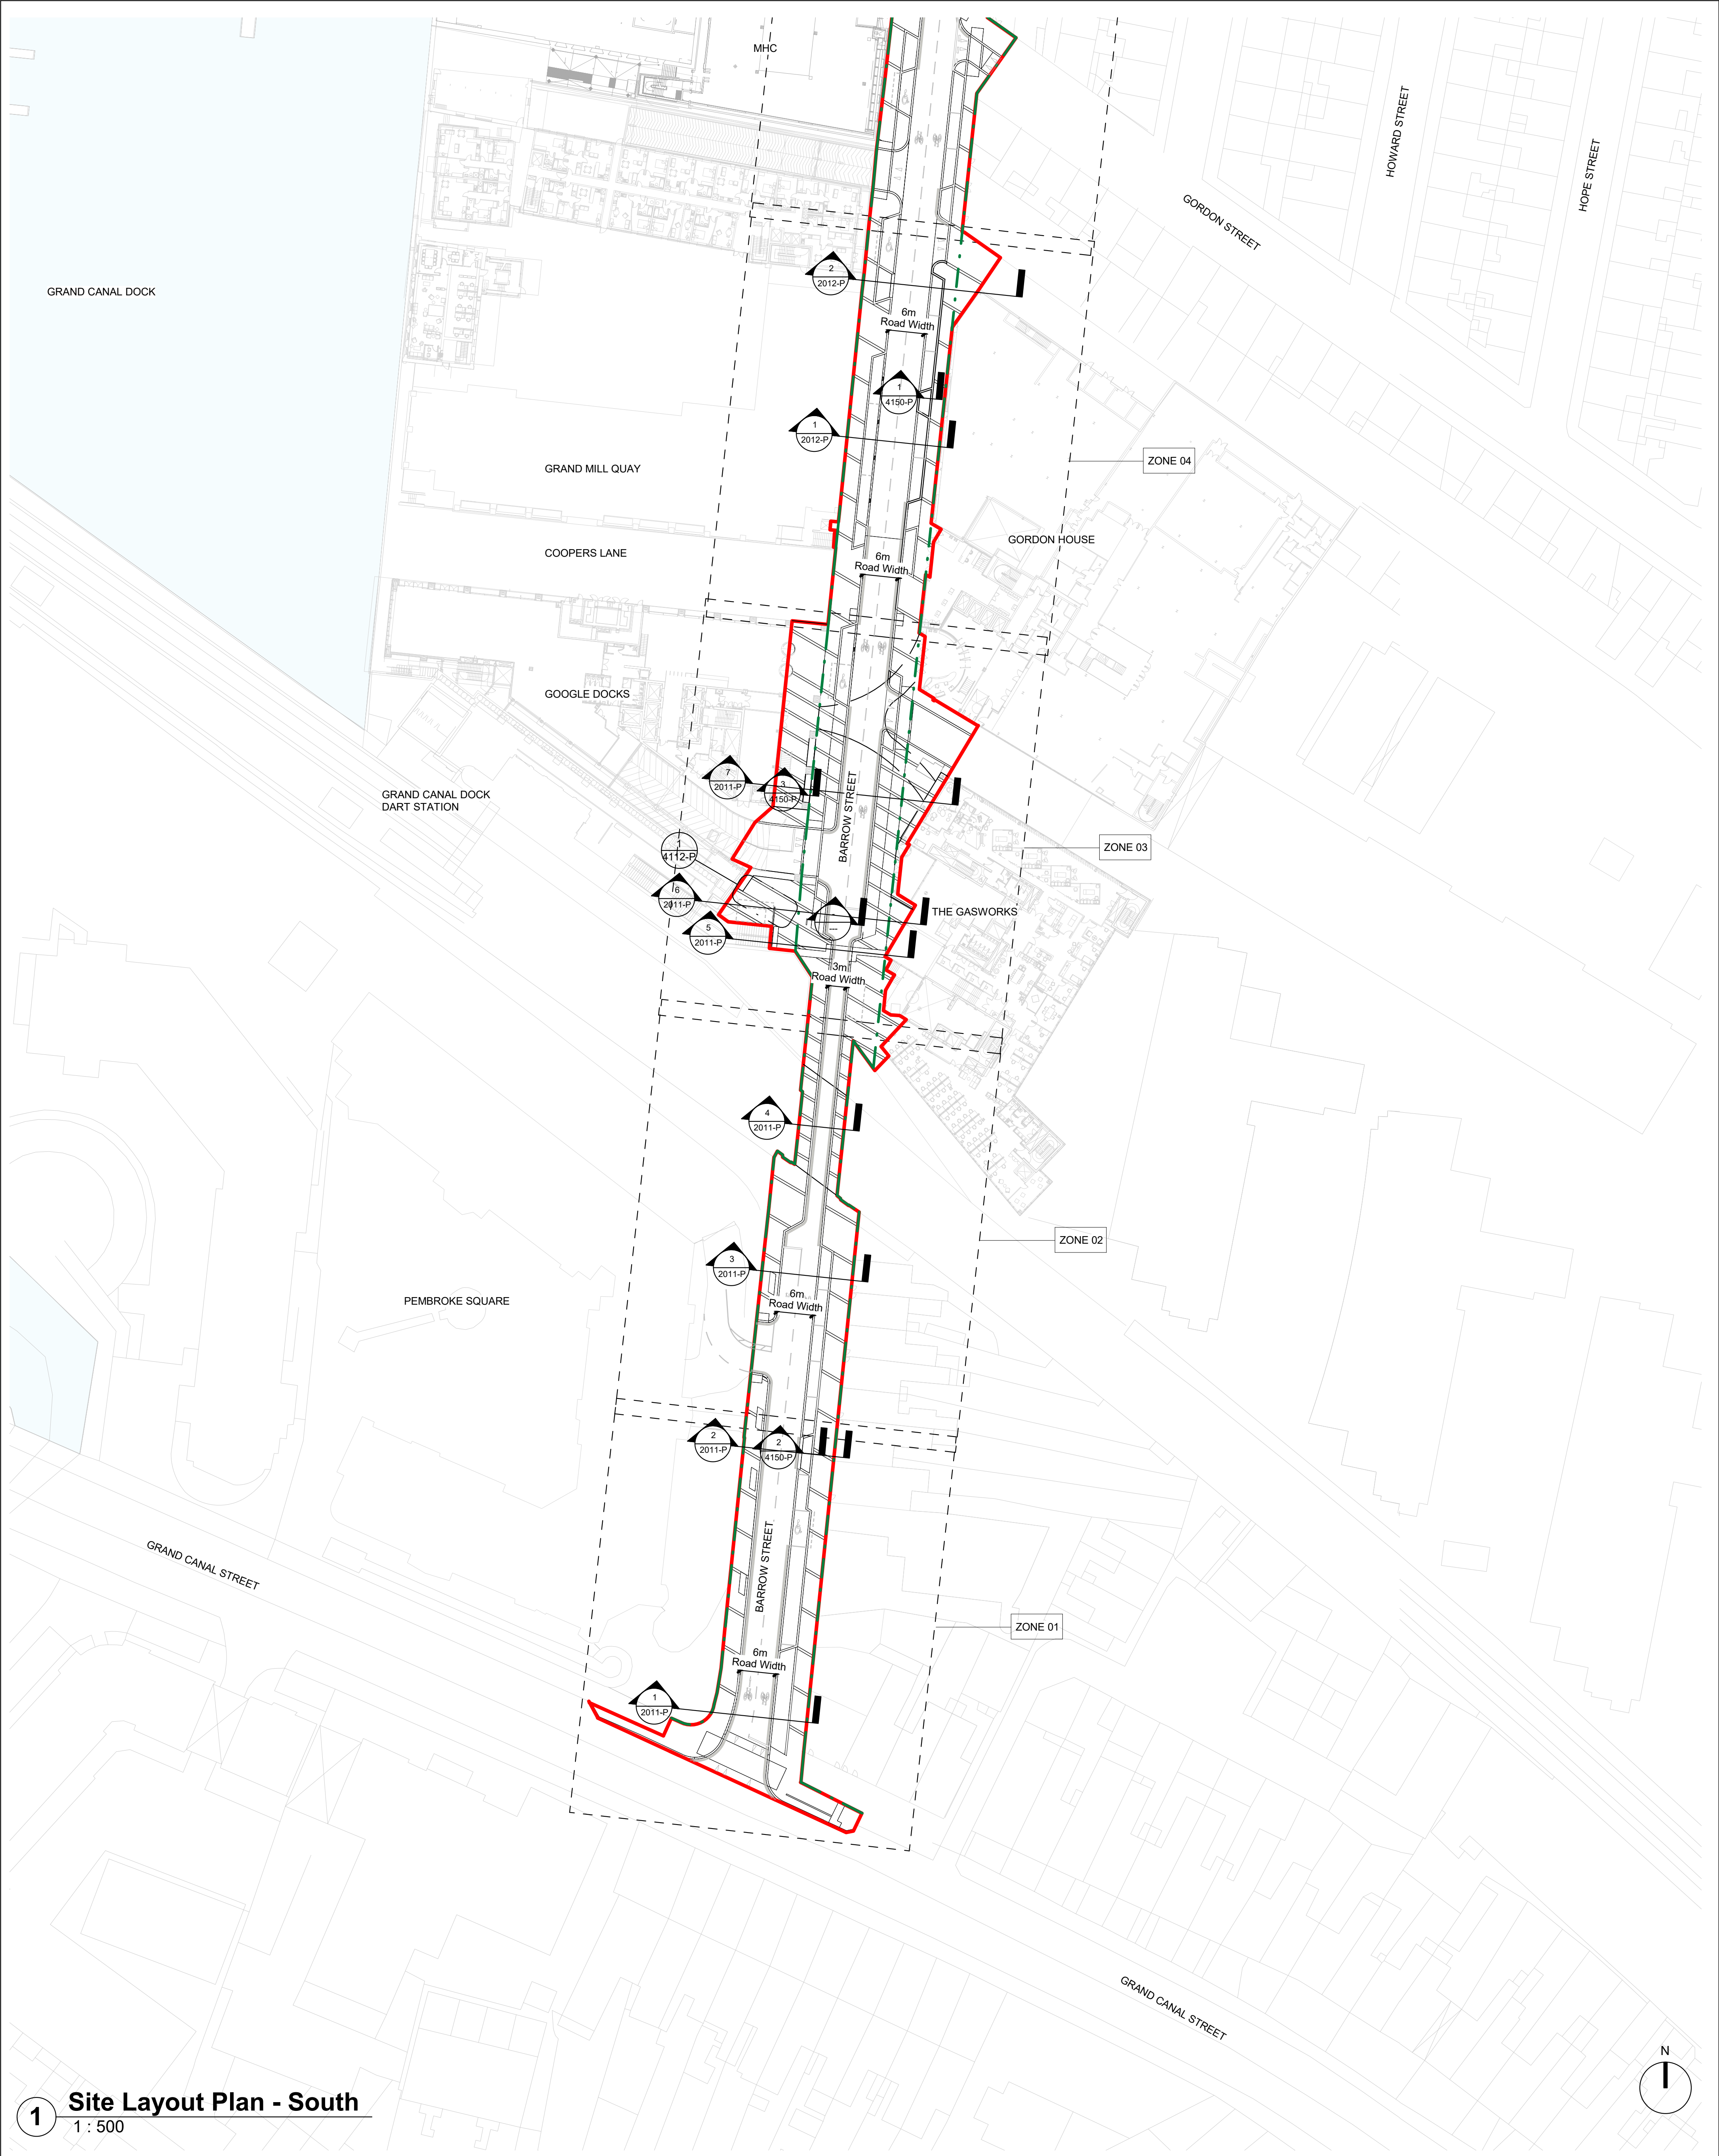 MHC
HOWARD STREET
HOPE STREET
GORDON STREET
GRAND CANAL DOCK
2
2012-P
6m
Road Width
1
4150-P
1
2012-P
ZONE 04
GRAND MILL QUAY
GORDON HOUSE
COOPERS LANE
6m
Road Width
GOOGLE DOCKS
7
2011-P
3
4150-P
GRAND CANAL DOCK
DART STATION
BARROW STREET
1
4112-P
ZONE 03
6
2011-P
THE GASWORKS
5
2011-P
3m
Road Width
4
2011-P
ZONE 02
3
2011-P
PEMBROKE SQUARE
6m
Road Width
2
2011-P
2
4150-P
GRAND CANAL STREET
BARROW STREET
ZONE 01
6m
Road Width
1
2011-P
GRAND CANAL STREET
N
1
Site Layout Plan - South
1 : 500